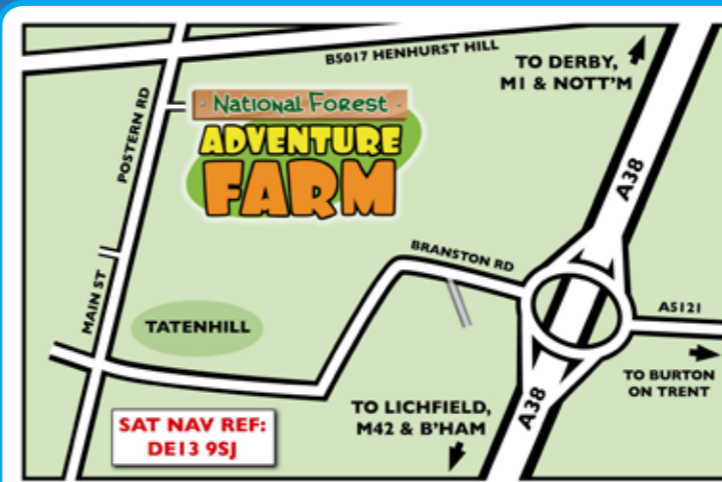 B5017 HENHURST HILL
TO DERBY,
M1 & NOTT'M
POSTERN RD
National Forest
ADVENTURE
FARM
A38
BRANSTON RD
MAIN ST
TATENHILL
A5121
TO BURTON
ON TRENT
TO LICHFIELD,
M42 & B'HAM
A38
SAT NAV REF:
DE13 9SJ